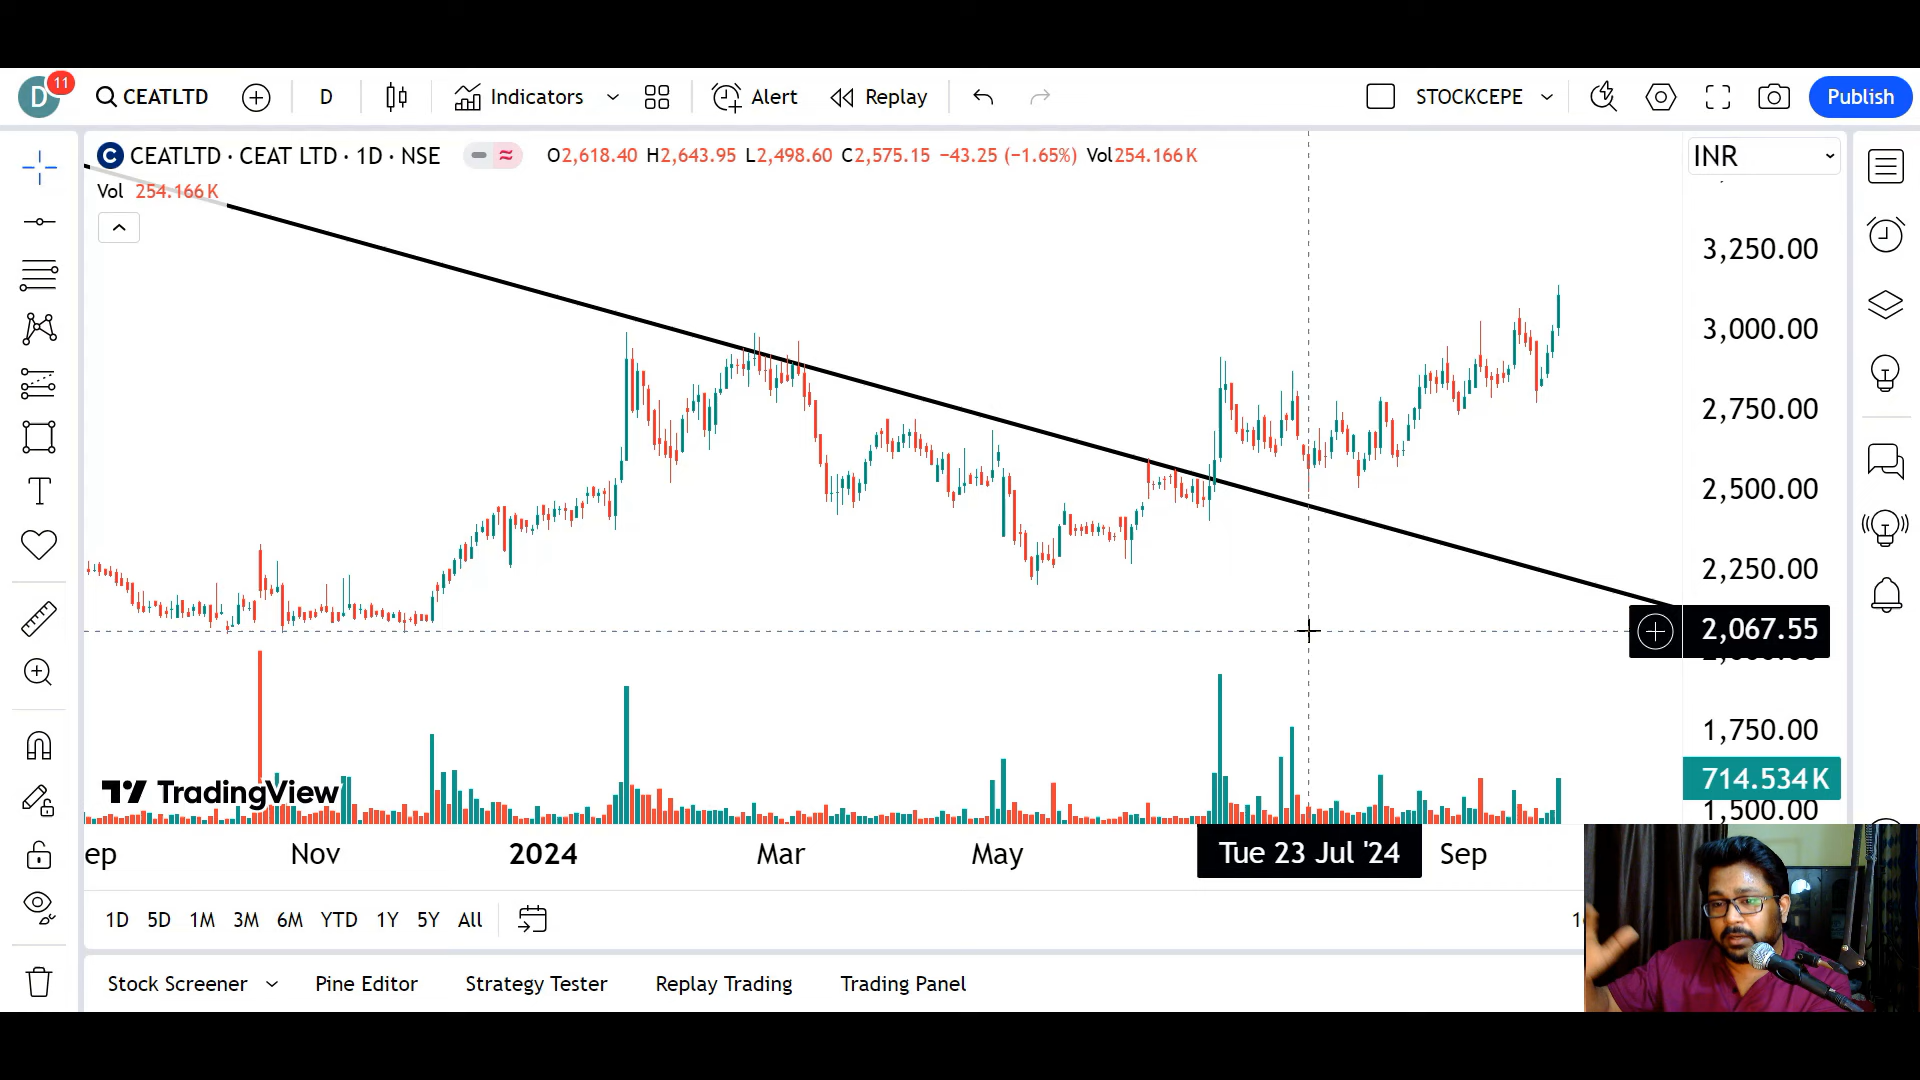 D 11 CEATLTD D Indicators Alert Replay STOCKCEPE Publish
C CEATLTD · CEAT LTD · 1D · NSE O2,618.40 H2,643.95 L2,498.60 C2,575.15 −43.25 (−1.65%) Vol254.166K INR
Vol 254.166K
3,250.00
3,000.00
2,750.00
2,500.00
2,250.00
2,067.55
1,750.00
714.534K
TradingView
1,500.00
ep Nov 2024 Mar May Tue 23 Jul '24 Sep
1D 5D 1M 3M 6M YTD 1Y 5Y All
Stock Screener Pine Editor Strategy Tester Replay Trading Trading Panel